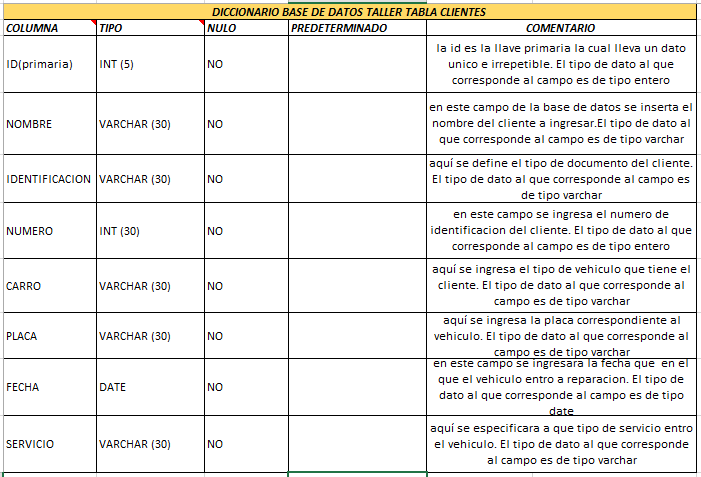 DICCIONARIO BASE DE DATOS TALLER TABLA CLIENTES
COLUMNA TIPO NULO PREDETERMINADO COMENTARIO
ID(primaria) INT (5) NO
la id es la llave primaria la cual lleva un dato
unico e irrepetible. El tipo de dato al que
corresponde al campo es de tipo entero
NOMBRE VARCHAR (30) NO
en este campo de la base de datos se inserta el
nombre del cliente a ingresar.El tipo de dato al
que corresponde al campo es de tipo varchar
IDENTIFICACION VARCHAR (30) NO
aquí se define el tipo de documento del cliente.
El tipo de dato al que corresponde al campo es
de tipo varchar
NUMERO INT (30) NO
en este campo se ingresa el numero de
identificacion del cliente. El tipo de dato al que
corresponde al campo es de tipo entero
CARRO VARCHAR (30) NO
aquí se ingresa el tipo de vehiculo que tiene el
cliente. El tipo de dato al que corresponde al
campo es de tipo varchar
PLACA VARCHAR (30) NO
aquí se ingresa la placa correspondiente al
vehiculo. El tipo de dato al que corresponde al
campo es de tipo varchar
FECHA DATE NO
en este campo se ingresara la fecha que en el
que el vehiculo entro a reparacion. El tipo de
dato al que corresponde al campo es de tipo
date
SERVICIO VARCHAR (30) NO
aquí se especificara a que tipo de servicio entro
el vehiculo. El tipo de dato al que corresponde
al campo es de tipo varchar